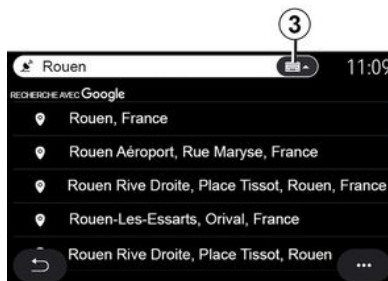 3
Rouen
11:09
RECHERCHE AVEC Google
Rouen, France
Rouen Aéroport, Rue Maryse, France
Rouen Rive Droite, Place Tissot, Rouen, France
Rouen-Les-Essarts, Orival, France
Rouen Rive Droite, Place Tissot, Rouen